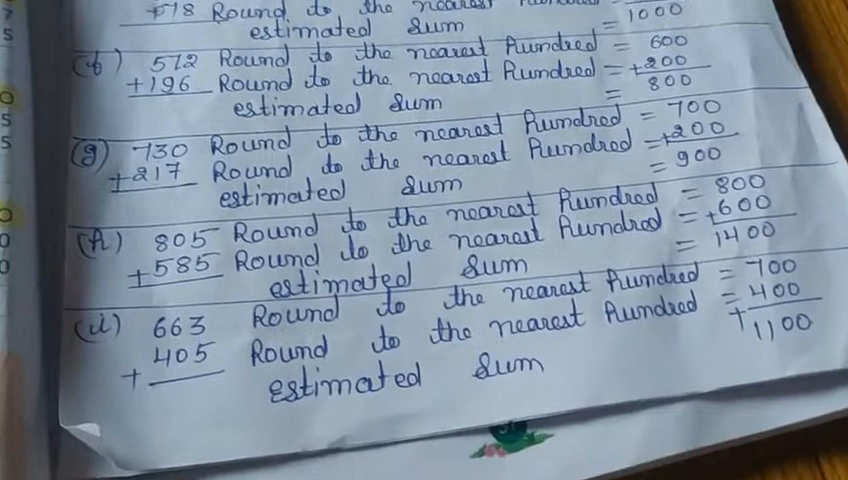 +718 Round to the nearest
estimated Sum = 1000
(f) 512 Round to the nearest Hundred = 600
+196 Round to the nearest Hundred = +200
estimated Sum = 800
(g) 730 Round to the nearest Hundred = 700
+217 Round to the nearest Hundred = +200
estimated Sum = 900
(h) 805 Round to the nearest Hundred = 800
+585 Round to the nearest Hundred = +600
estimated Sum = 1400
(i) 663 Round to the nearest Hundred = 700
+405 Round to the nearest Hundred = +400
estimated Sum 1100